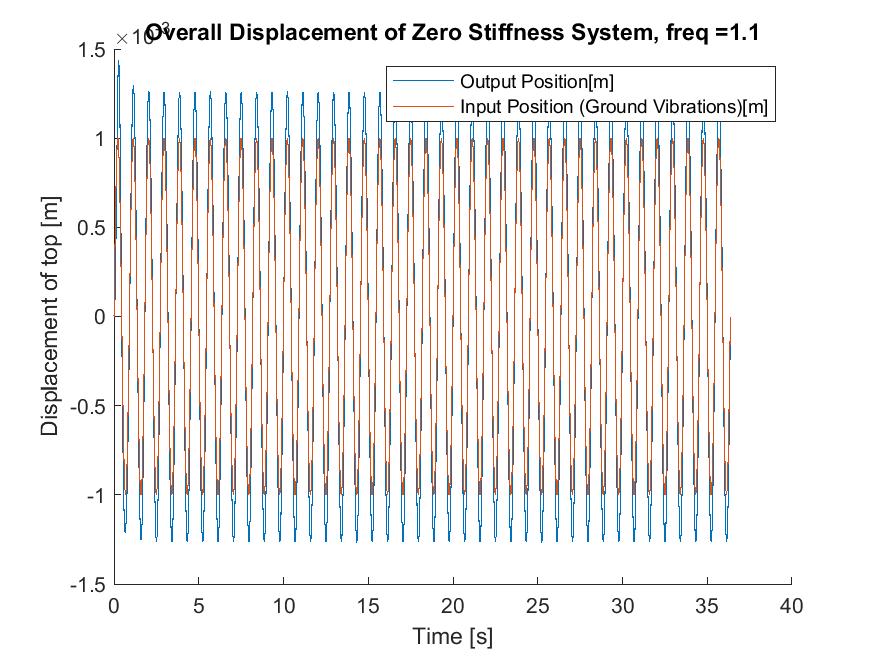 ×10-3
Overall Displacement of Zero Stiffness System, freq =1.1
1.5
Output Position[m]
Input Position (Ground Vibrations)[m]
1
0.5
0
-0.5
-1
-1.5
Displacement of top [m]
0 5 10 15 20 25 30 35 40
Time [s]